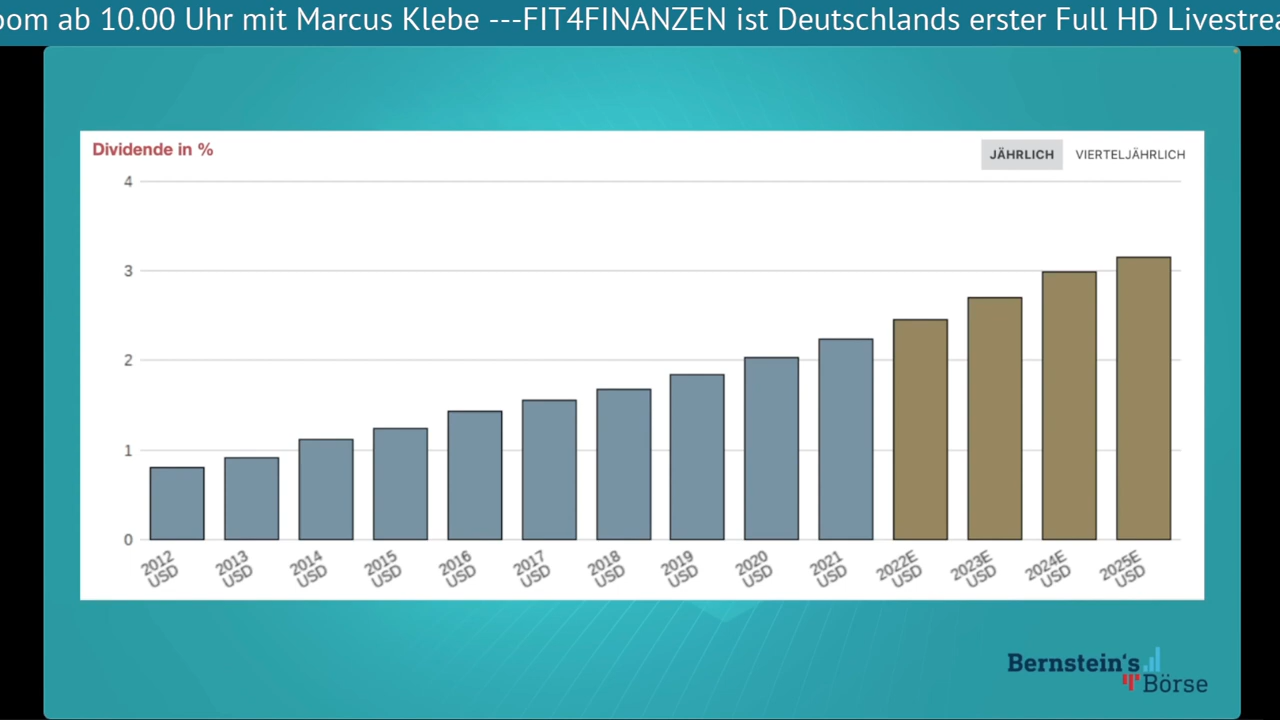 oom ab 10.00 Uhr mit Marcus Klebe ---FIT4FINANZEN ist Deutschlands erster Full HD Livestrea
Dividende in %
JÄHRLICH VIERTELJÄHRLICH
4
3
2
1
0
2012 USD
2013 USD
2014 USD
2015 USD
2016 USD
2017 USD
2018 USD
2019 USD
2020 USD
2021 USD
2022E USD
2023E USD
2024E USD
2025E USD
Bernstein's
Börse